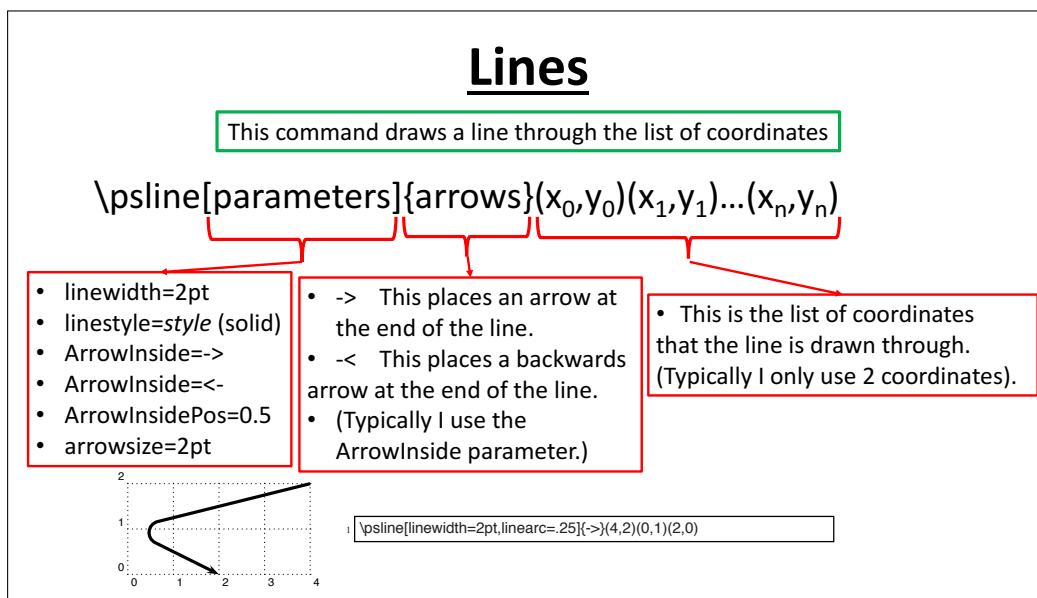 Lines
This command draws a line through the list of coordinates
\psline[parameters]{arrows}(x₀,y₀)(x₁,y₁)...(xₙ,yₙ)
• linewidth=2pt
• linestyle=style (solid)
• ArrowInside=->
• ArrowInside=<-
• ArrowInsidePos=0.5
• arrowsize=2pt
• -> This places an arrow at
the end of the line.
• -< This places a backwards
arrow at the end of the line.
• (Typically I use the
ArrowInside parameter.)
• This is the list of coordinates
that the line is drawn through.
(Typically I only use 2 coordinates).
2
1
0
0 1 2 3 4
1 \psline[linewidth=2pt,linearc=.25]{->}(4,2)(0,1)(2,0)